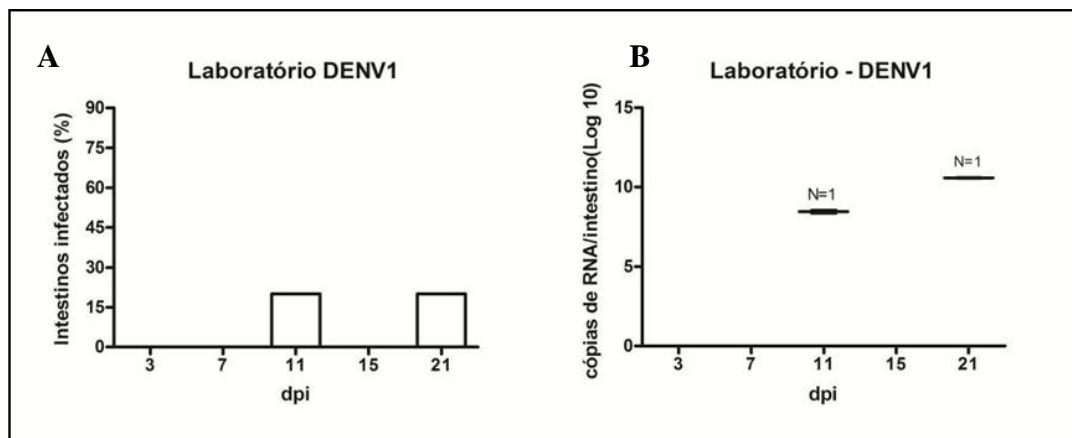 A
Laboratório DENV1
Intestinos infectados (%)
90
75
60
45
30
15
0
3 7 11 15 21
dpi
B
Laboratório - DENV1
cópias de RNA/intestino(Log 10)
15
10
5
0
N=1
N=1
3 7 11 15 21
dpi